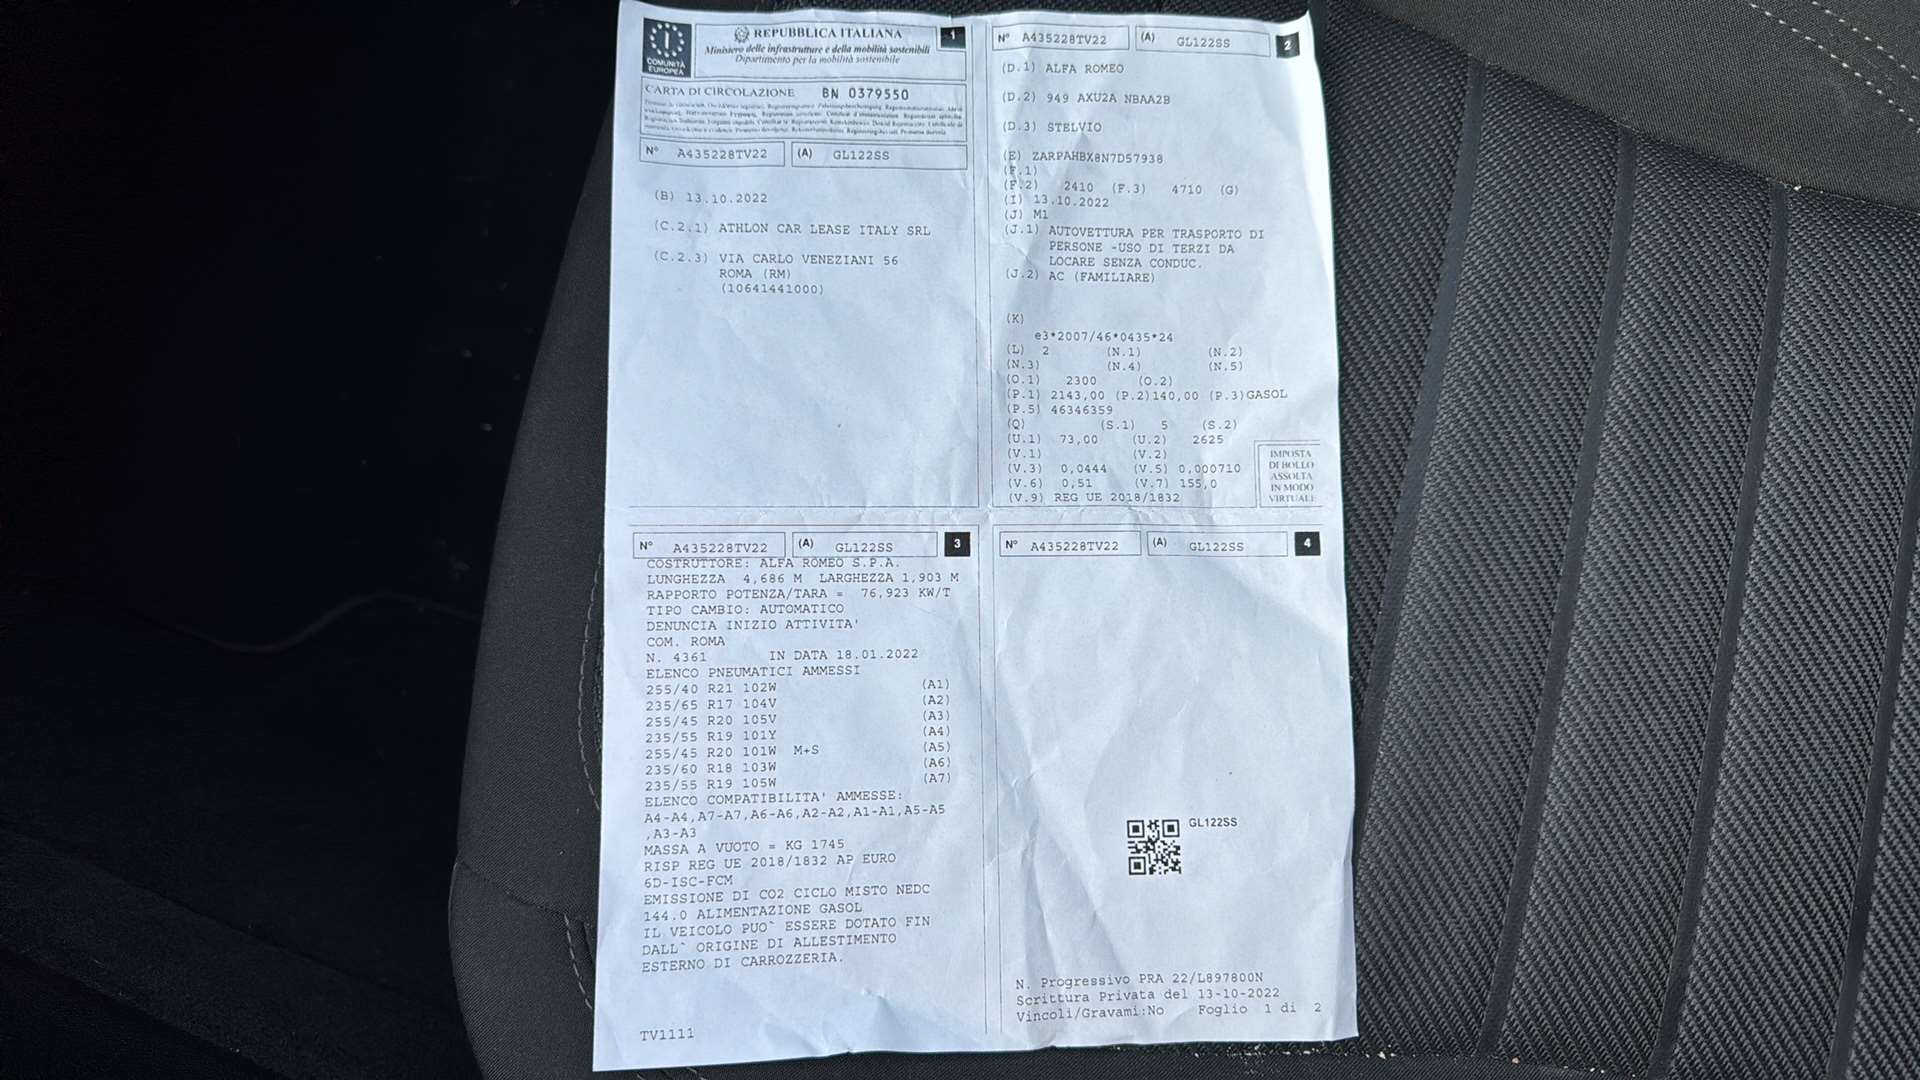 COMUNITÀ
EUROPEA
REPUBBLICA ITALIANA
Ministero delle infrastrutture e della mobilità sostenibili
Dipartimento per la mobilità sostenibile
1
CARTA DI CIRCOLAZIONE BN 0379550
N° A435228TV22 (A) GL122SS
(B) 13.10.2022
(C.2.1) ATHLON CAR LEASE ITALY SRL
(C.2.3) VIA CARLO VENEZIANI 56
ROMA (RM)
(10641441000)
N° A435228TV22 (A) GL122SS 2
(D.1) ALFA ROMEO
(D.2) 949 AXU2A NBAA2B
(D.3) STELVIO
(E) ZARPAHBX8N7D57938
(F.1)
(F.2) 2410 (F.3) 4710 (G)
(I) 13.10.2022
(J) M1
(J.1) AUTOVETTURA PER TRASPORTO DI
PERSONE -USO DI TERZI DA
LOCARE SENZA CONDUC.
(J.2) AC (FAMILIARE)
(K)
e3*2007/46*0435*24
(L) 2 (N.1) (N.2)
(N.3) (N.4) (N.5)
(O.1) 2300 (O.2)
(P.1) 2143,00 (P.2)140,00 (P.3)GASOL
(P.5) 46346359
(Q) (S.1) 5 (S.2)
(U.1) 73,00 (U.2) 2625
(V.1) (V.2)
(V.3) 0,0444 (V.5) 0,000710
(V.6) 0,51 (V.7) 155,0
(V.9) REG UE 2018/1832
IMPOSTA
DI BOLLO
ASSOLTA
IN MODO
VIRTUALE
N° A435228TV22 (A) GL122SS 3
COSTRUTTORE: ALFA ROMEO S.P.A.
LUNGHEZZA 4,686 M LARGHEZZA 1,903 M
RAPPORTO POTENZA/TARA = 76,923 KW/T
TIPO CAMBIO: AUTOMATICO
DENUNCIA INIZIO ATTIVITA'
COM. ROMA
N. 4361 IN DATA 18.01.2022
ELENCO PNEUMATICI AMMESSI
255/40 R21 102W (A1)
235/65 R17 104V (A2)
255/45 R20 105V (A3)
235/55 R19 101Y (A4)
255/45 R20 101W M+S (A5)
235/60 R18 103W (A6)
235/55 R19 105W (A7)
ELENCO COMPATIBILITA' AMMESSE:
A4-A4,A7-A7,A6-A6,A2-A2,A1-A1,A5-A5
,A3-A3
MASSA A VUOTO = KG 1745
RISP REG UE 2018/1832 AP EURO
6D-ISC-FCM
EMISSIONE DI CO2 CICLO MISTO NEDC
144.0 ALIMENTAZIONE GASOL
IL VEICOLO PUO` ESSERE DOTATO FIN
DALL` ORIGINE DI ALLESTIMENTO
ESTERNO DI CARROZZERIA.
TV1111
N° A435228TV22 (A) GL122SS 4
GL122SS
N. Progressivo PRA 22/L897800N
Scrittura Privata del 13-10-2022
Vincoli/Gravami:No Foglio 1 di 2